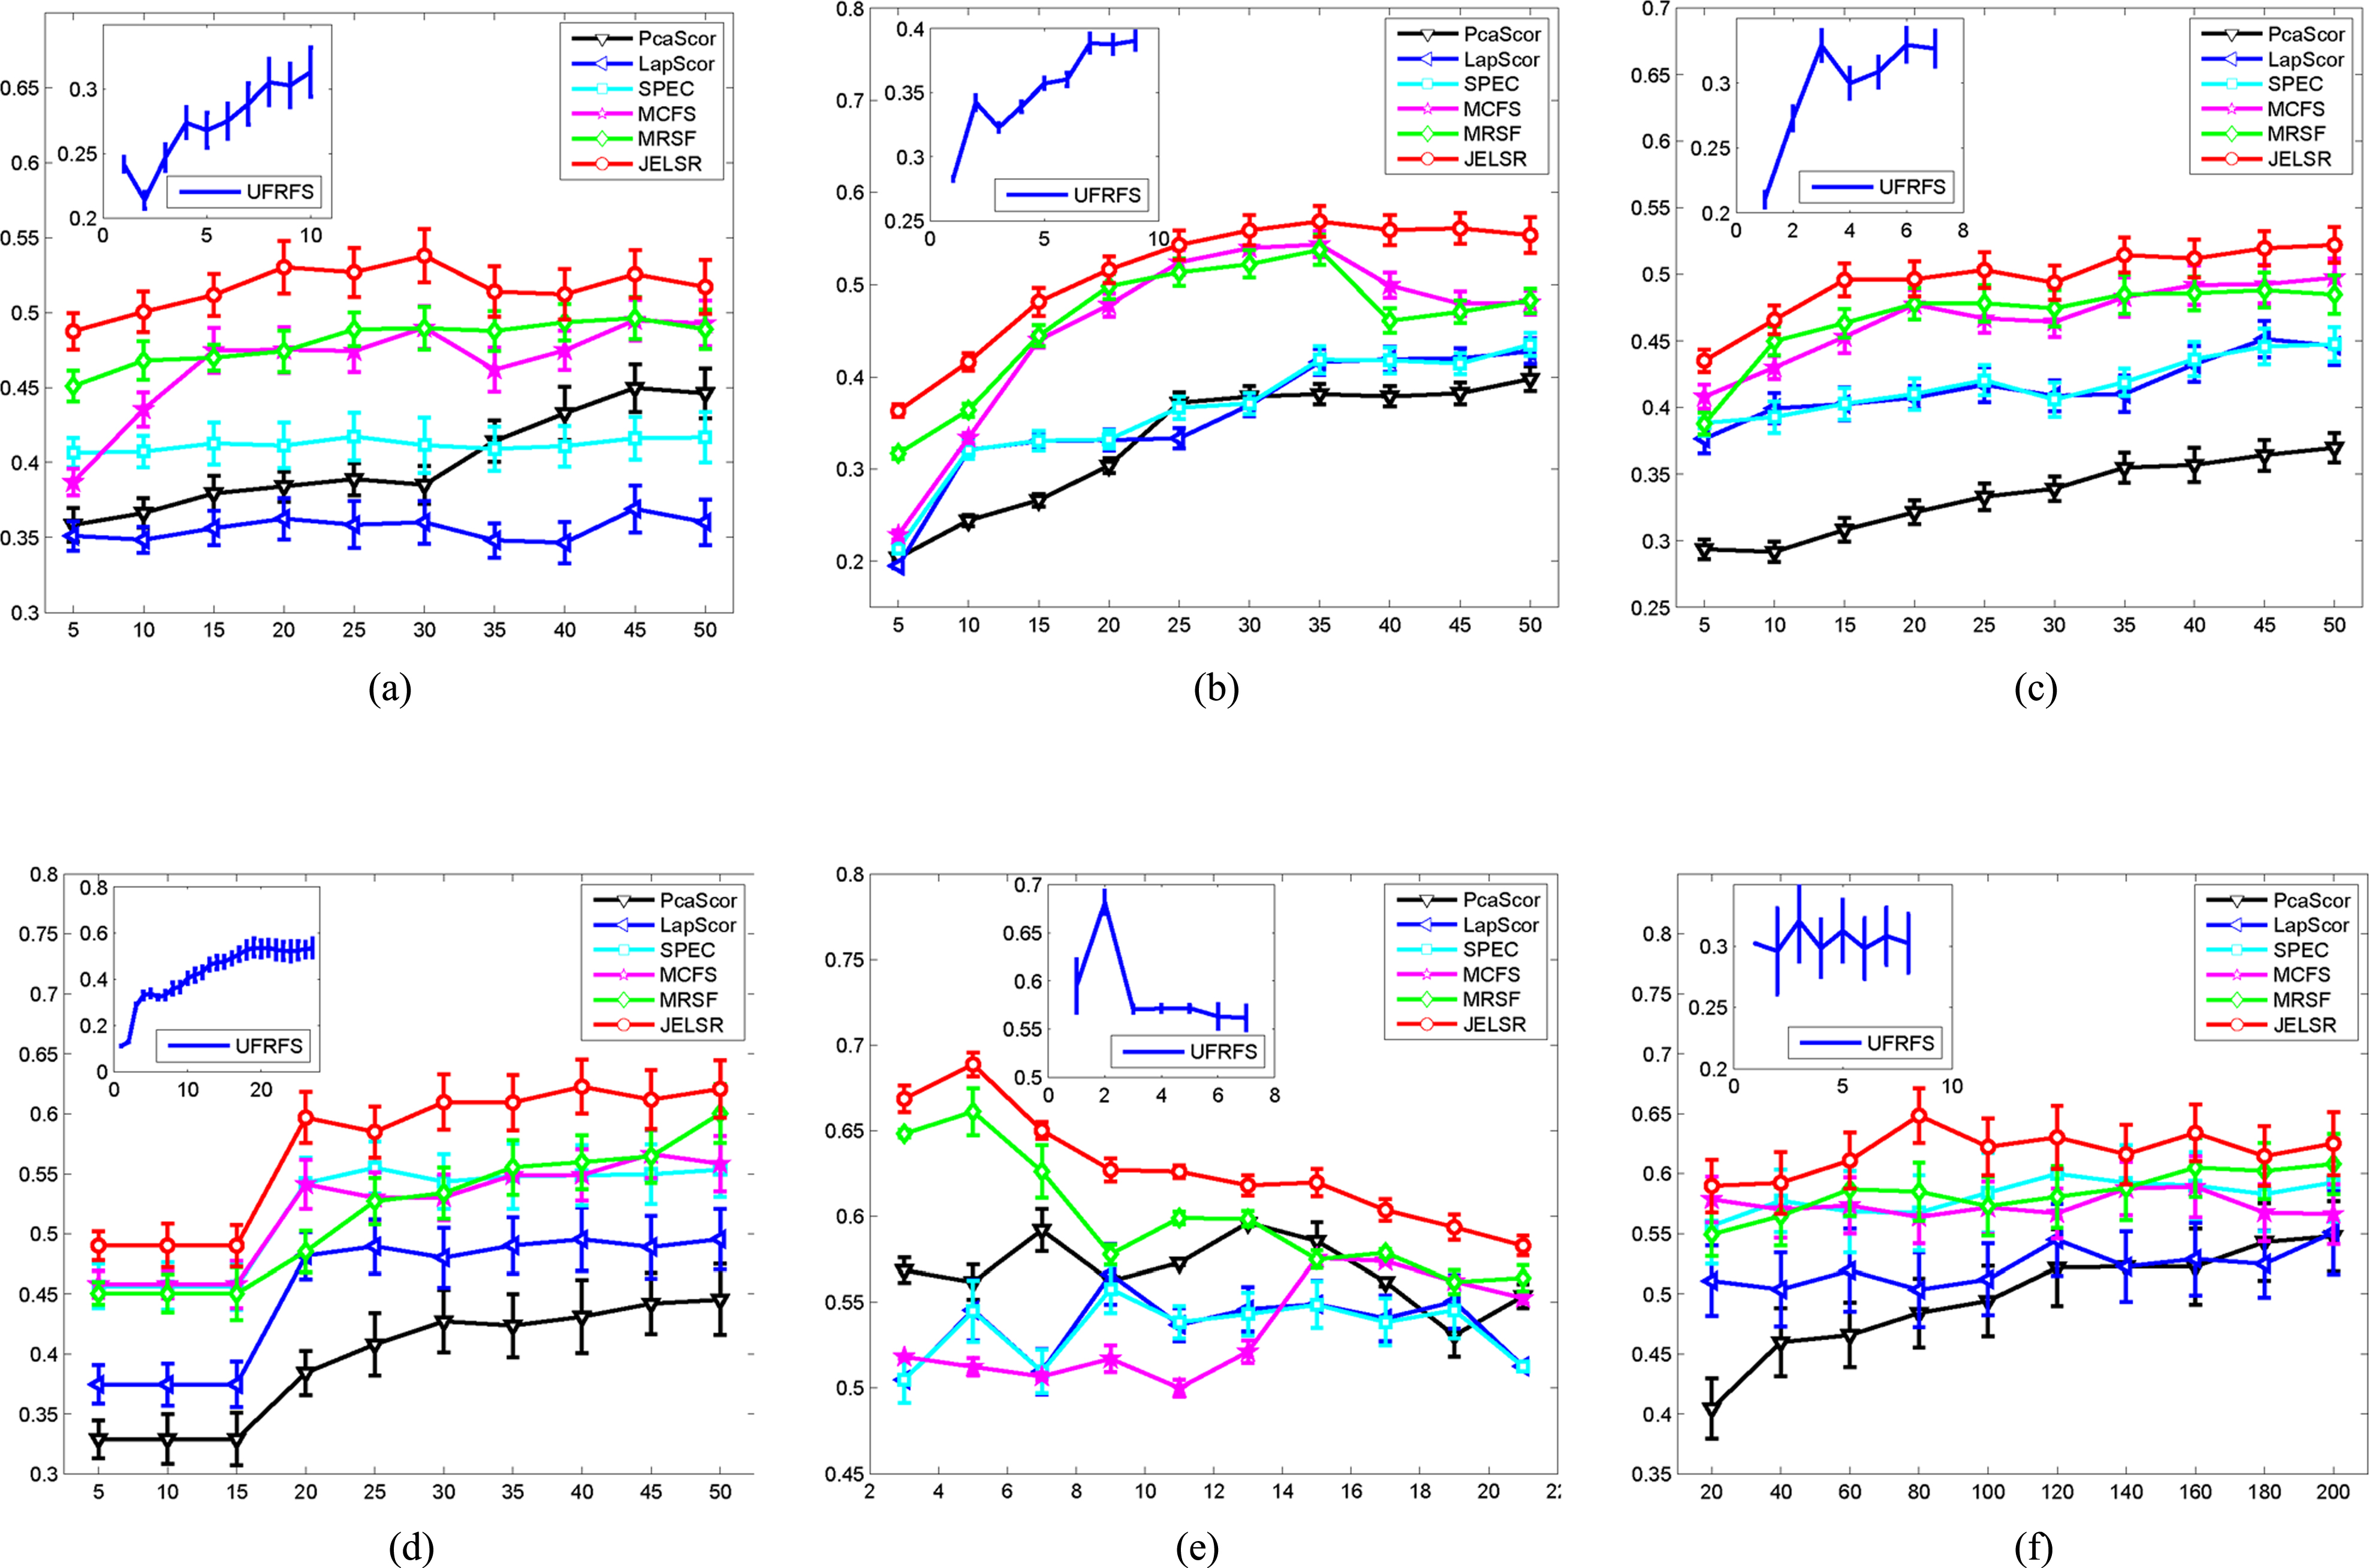 0.65
0.6
0.55
0.5
0.45
0.4
0.35
0.3
5 10 15 20 25 30 35 40 45 50
0.3
0.25
0.2
0 5 10
UFRFS
PcaScor
LapScor
SPEC
MCFS
MRSF
JELSR
(a)
0.8
0.7
0.6
0.5
0.4
0.3
0.2
5 10 15 20 25 30 35 40 45 50
0.4
0.35
0.3
0.25
0 5 10
UFRFS
PcaScor
LapScor
SPEC
MCFS
MRSF
JELSR
(b)
0.7
0.65
0.6
0.55
0.5
0.45
0.4
0.35
0.3
0.25
5 10 15 20 25 30 35 40 45 50
0.3
0.25
0.2
0 2 4 6 8
UFRFS
PcaScor
LapScor
SPEC
MCFS
MRSF
JELSR
(c)
0.8
0.75
0.7
0.65
0.6
0.55
0.5
0.45
0.4
0.35
0.3
5 10 15 20 25 30 35 40 45 50
0.8
0.6
0.4
0.2
0
0 10 20
UFRFS
PcaScor
LapScor
SPEC
MCFS
MRSF
JELSR
(d)
0.8
0.75
0.7
0.65
0.6
0.55
0.5
0.45
2 4 6 8 10 12 14 16 18 20
0.7
0.65
0.6
0.55
0.5
0 2 4 6 8
UFRFS
PcaScor
LapScor
SPEC
MCFS
MRSF
JELSR
(e)
0.8
0.75
0.7
0.65
0.6
0.55
0.5
0.45
0.4
0.35
20 40 60 80 100 120 140 160 180 200
0.3
0.25
0.2
0 5 10
UFRFS
PcaScor
LapScor
SPEC
MCFS
MRSF
JELSR
(f)